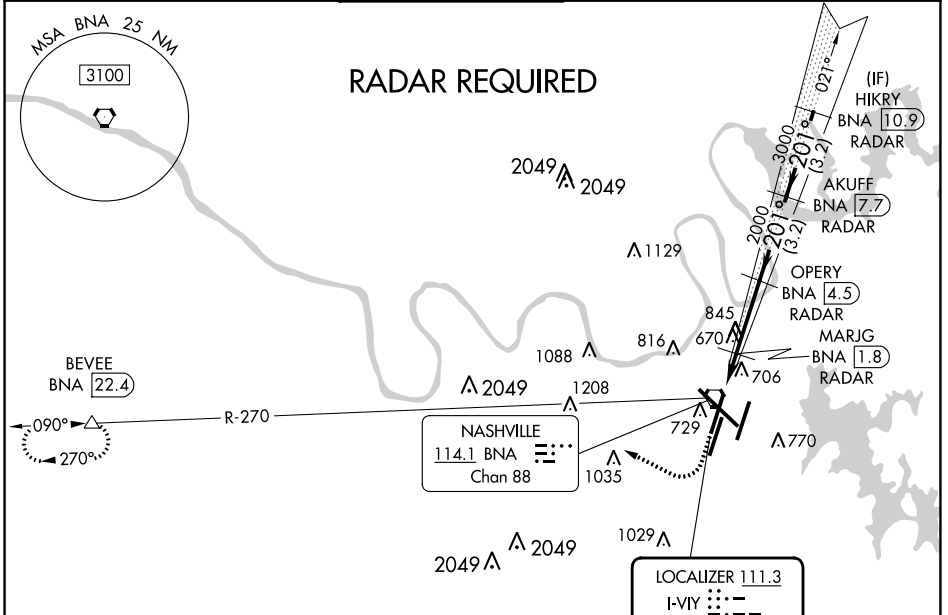 MSA BNA 25 NM
3100
RADAR REQUIRED
021°
(IF)
HIKRY
BNA 10.9
RADAR
3000
201°
(3.2)
AKUFF
BNA 7.7
RADAR
2000
201°
(3.2)
OPERY
BNA 4.5
RADAR
MARJG
BNA 1.8
RADAR
2049
2049
1129
845
670
816
706
1088
2049
1208
BEVEE
BNA 22.4
090°
270°
R-270
NASHVILLE
114.1 BNA
Chan 88
729
770
1035
1029
2049
2049
LOCALIZER 111.3
I-VIY